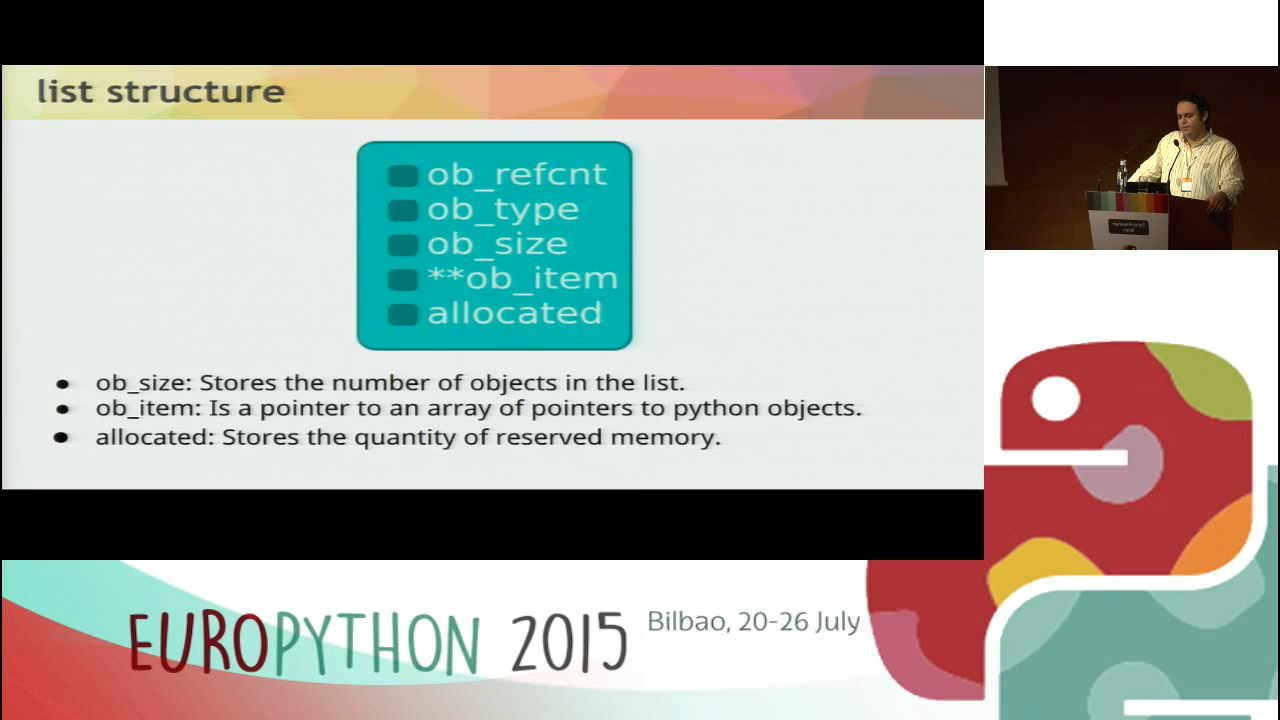 list structure
ob_refcnt
ob_type
ob_size
**ob_item
allocated
● ob_size: Stores the number of objects in the list.
● ob_item: Is a pointer to an array of pointers to python objects.
● allocated: Stores the quantity of reserved memory.
EUROPYTHON 2015
Bilbao, 20-26 July